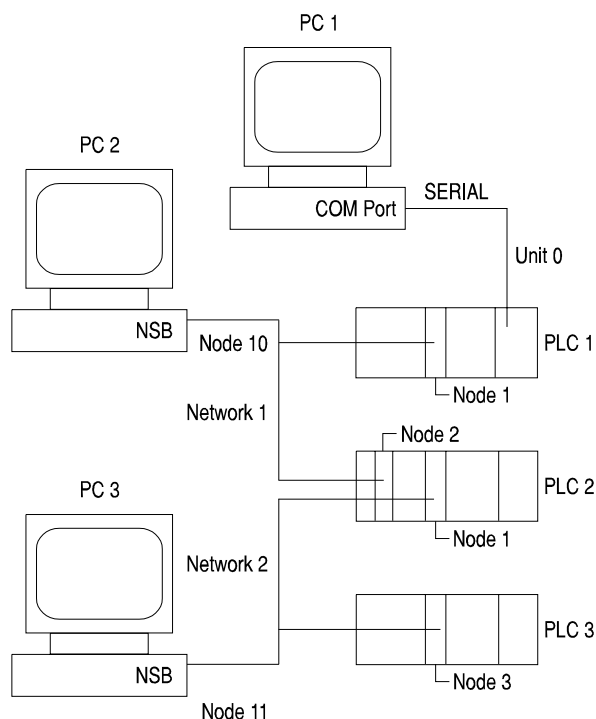 PC 1
PC 2
COM Port
SERIAL
Unit 0
NSB
Node 10
PLC 1
Node 1
Network 1
Node 2
PLC 2
PC 3
Node 1
Network 2
PLC 3
NSB
Node 3
Node 11